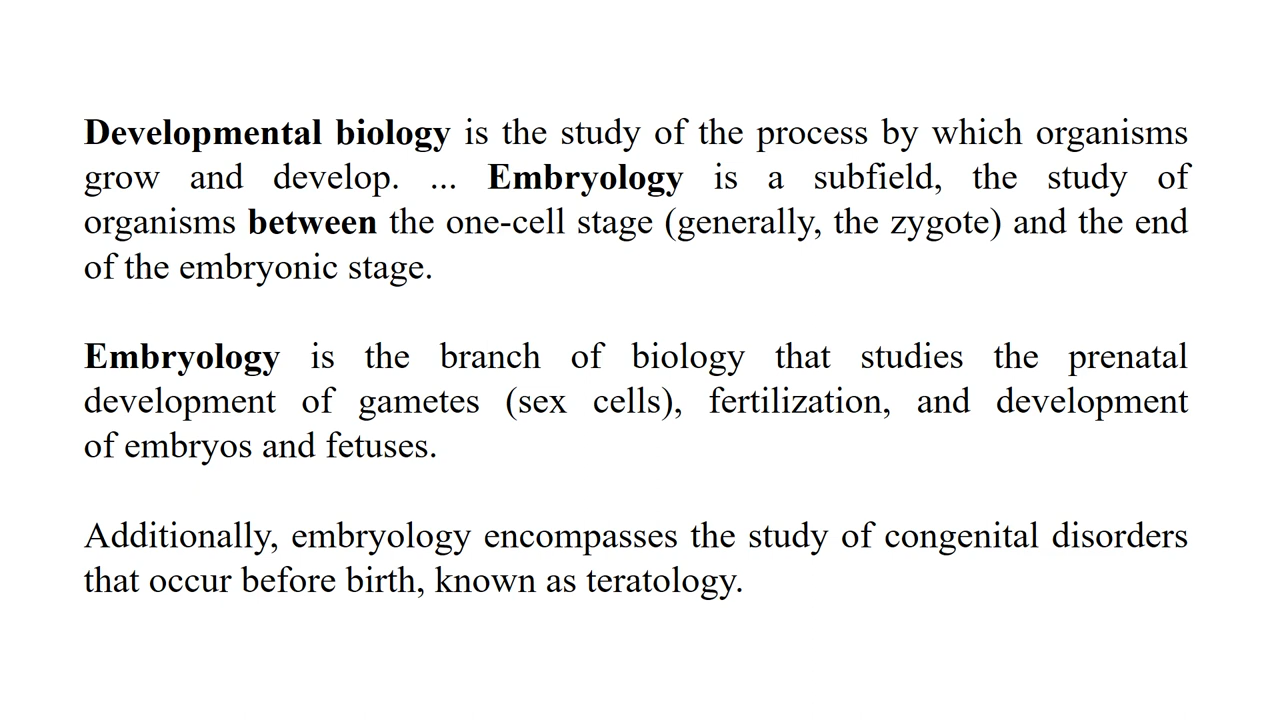 Developmental biology is the study of the process by which organisms
grow and develop. ... Embryology is a subfield, the study of
organisms between the one-cell stage (generally, the zygote) and the end
of the embryonic stage.
Embryology is the branch of biology that studies the prenatal
development of gametes (sex cells), fertilization, and development
of embryos and fetuses.
Additionally, embryology encompasses the study of congenital disorders
that occur before birth, known as teratology.